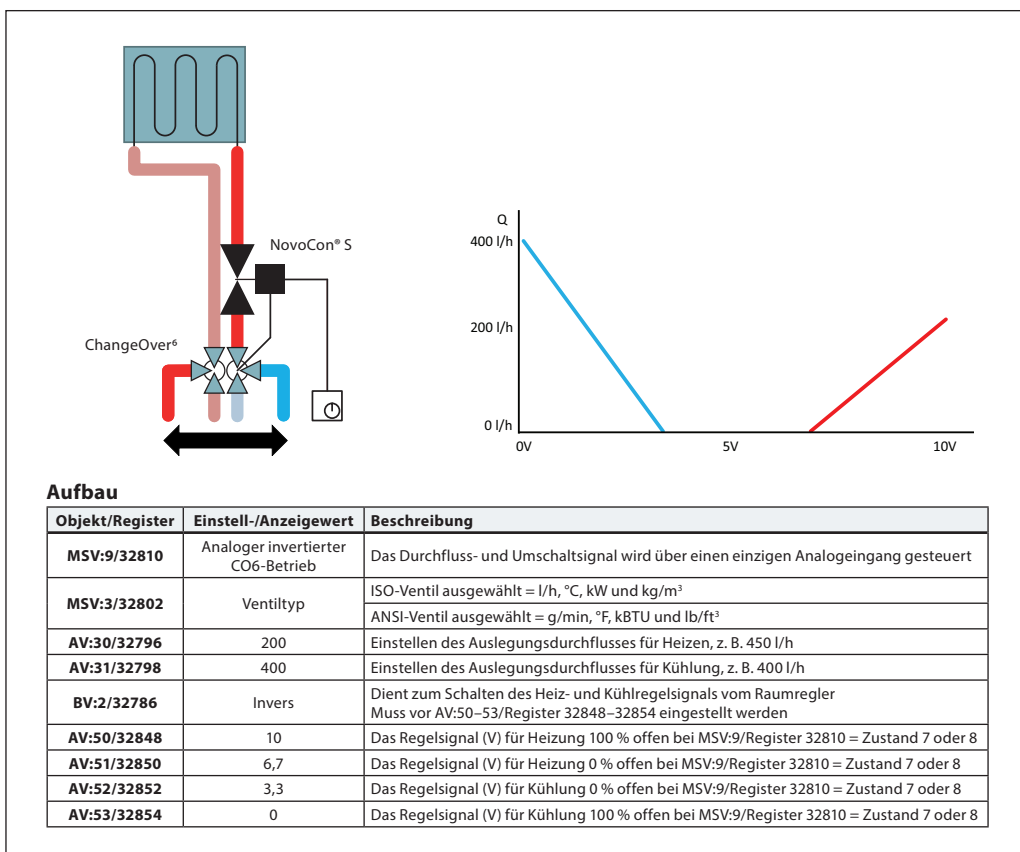 NovoCon® S
ChangeOver⁶
Q
400 l/h
200 l/h
0 l/h
0V
5V
10V
Aufbau
Objekt/Register Einstell-/Anzeigewert Beschreibung
MSV:9/32810 Analoger invertierter CO6-Betrieb Das Durchfluss- und Umschaltsignal wird über einen einzigen Analogeingang gesteuert
MSV:3/32802 Ventiltyp ISO-Ventil ausgewählt = l/h, °C, kW und kg/m³
ANSI-Ventil ausgewählt = g/min, °F, kBTU und lb/ft³
AV:30/32796 200 Einstellen des Auslegungsdurchflusses für Heizen, z. B. 450 l/h
AV:31/32798 400 Einstellen des Auslegungsdurchflusses für Kühlung, z. B. 400 l/h
BV:2/32786 Invers Dient zum Schalten des Heiz- und Kühlregelsignals vom Raumregler
Muss vor AV:50–53/Register 32848–32854 eingestellt werden
AV:50/32848 10 Das Regelsignal (V) für Heizung 100 % offen bei MSV:9/Register 32810 = Zustand 7 oder 8
AV:51/32850 6,7 Das Regelsignal (V) für Heizung 0 % offen bei MSV:9/Register 32810 = Zustand 7 oder 8
AV:52/32852 3,3 Das Regelsignal (V) für Kühlung 0 % offen bei MSV:9/Register 32810 = Zustand 7 oder 8
AV:53/32854 0 Das Regelsignal (V) für Kühlung 100 % offen bei MSV:9/Register 32810 = Zustand 7 oder 8